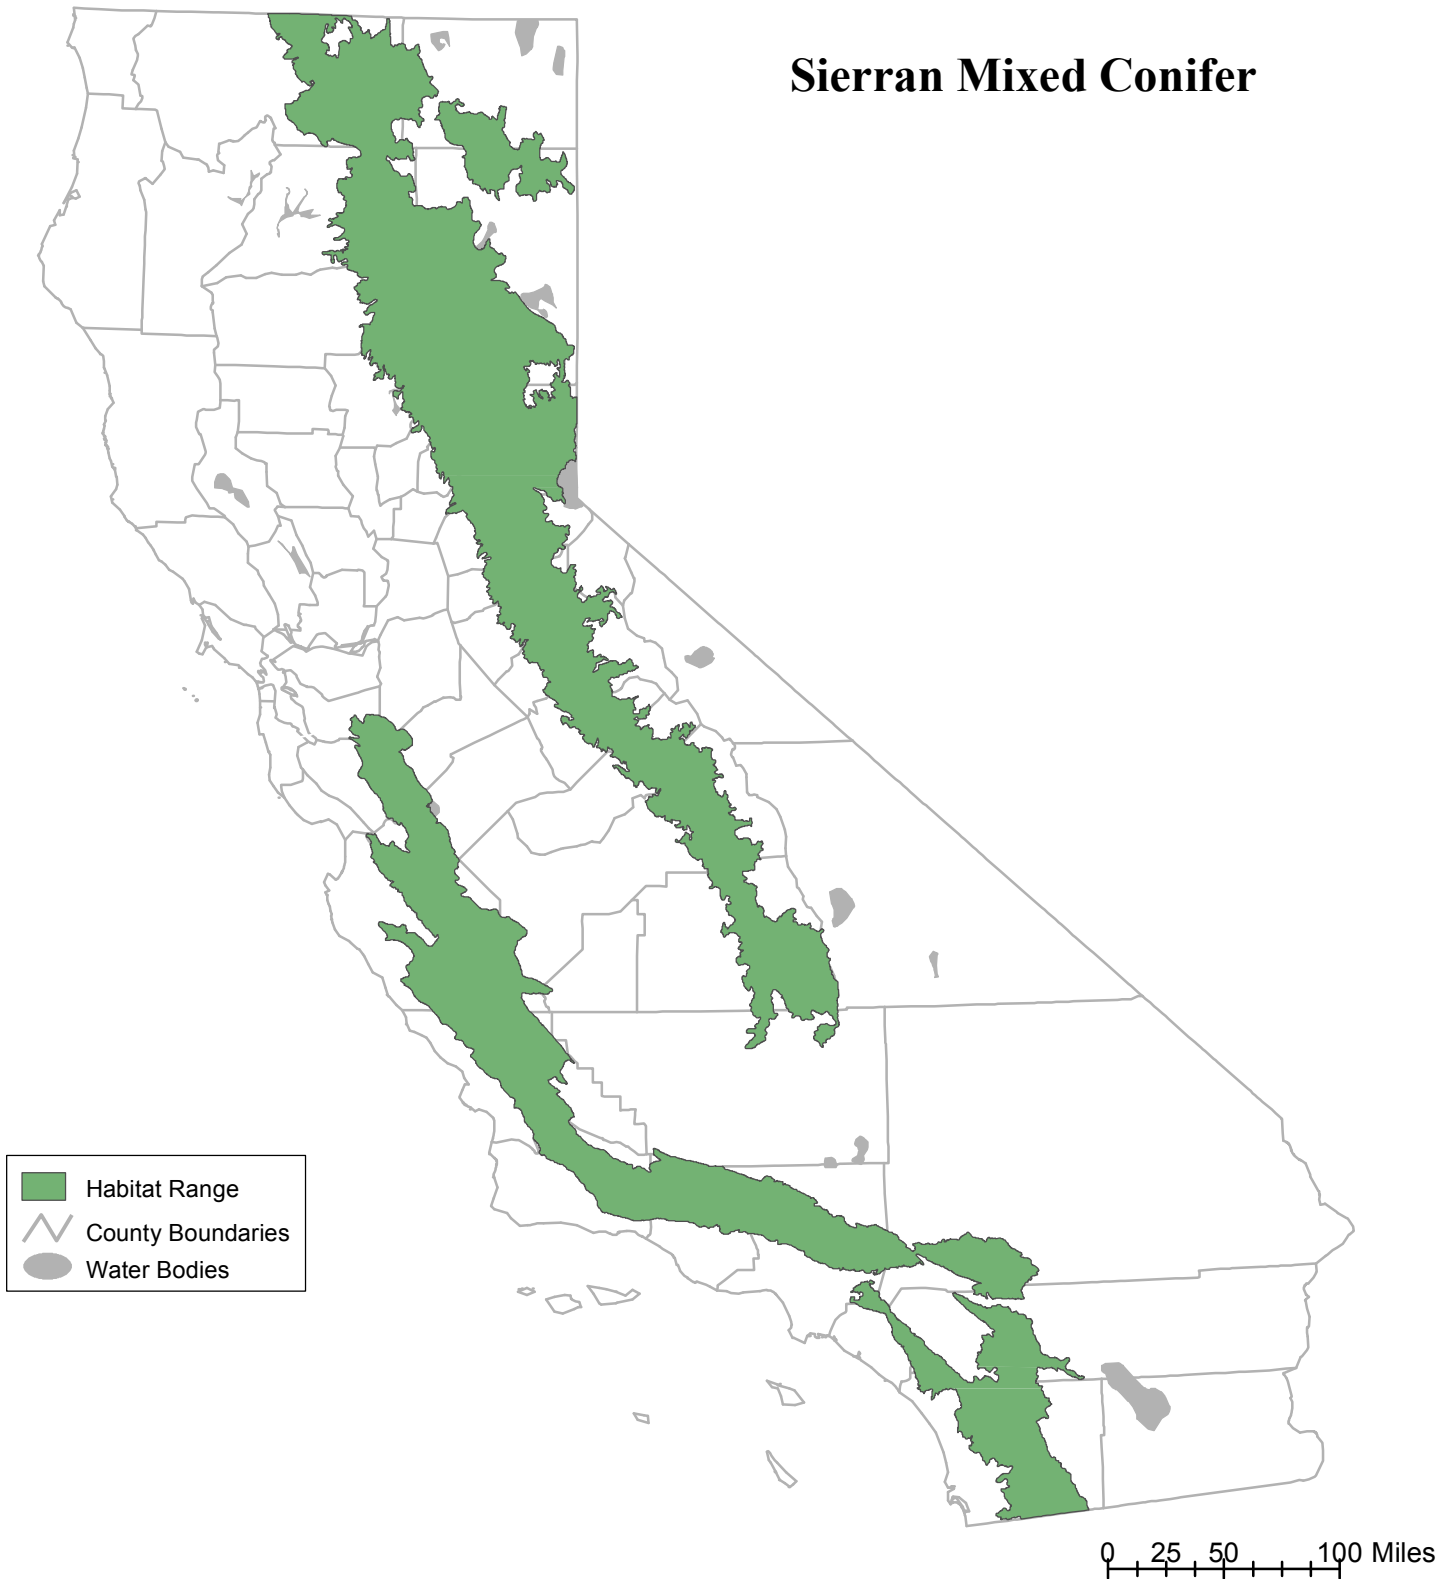 Sierran Mixed Conifer
Habitat Range
County Boundaries
Water Bodies
0 25 50 100 Miles